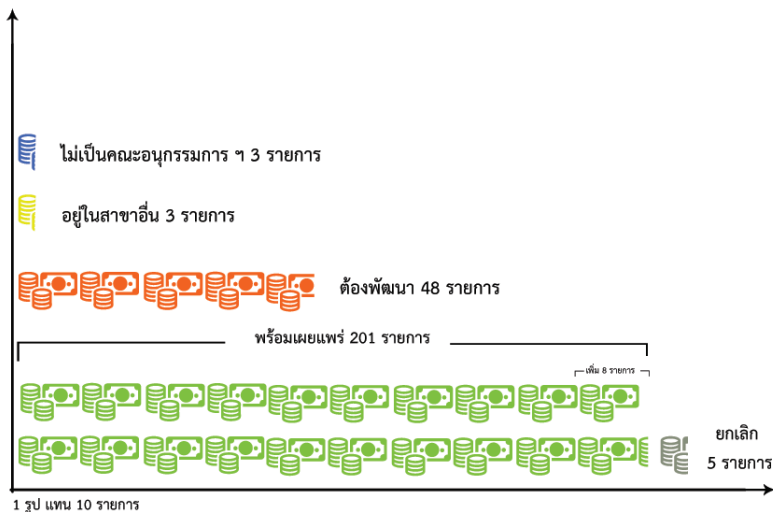 ไม่เป็นคณะอนุกรรมการ ฯ 3 รายการ
อยู่ในสาขาอื่น 3 รายการ
ต้องพัฒนา 48 รายการ
พร้อมเผยแพร่ 201 รายการ
เพิ่ม 8 รายการ
ยกเลิก
5 รายการ
1 รูป แทน 10 รายการ